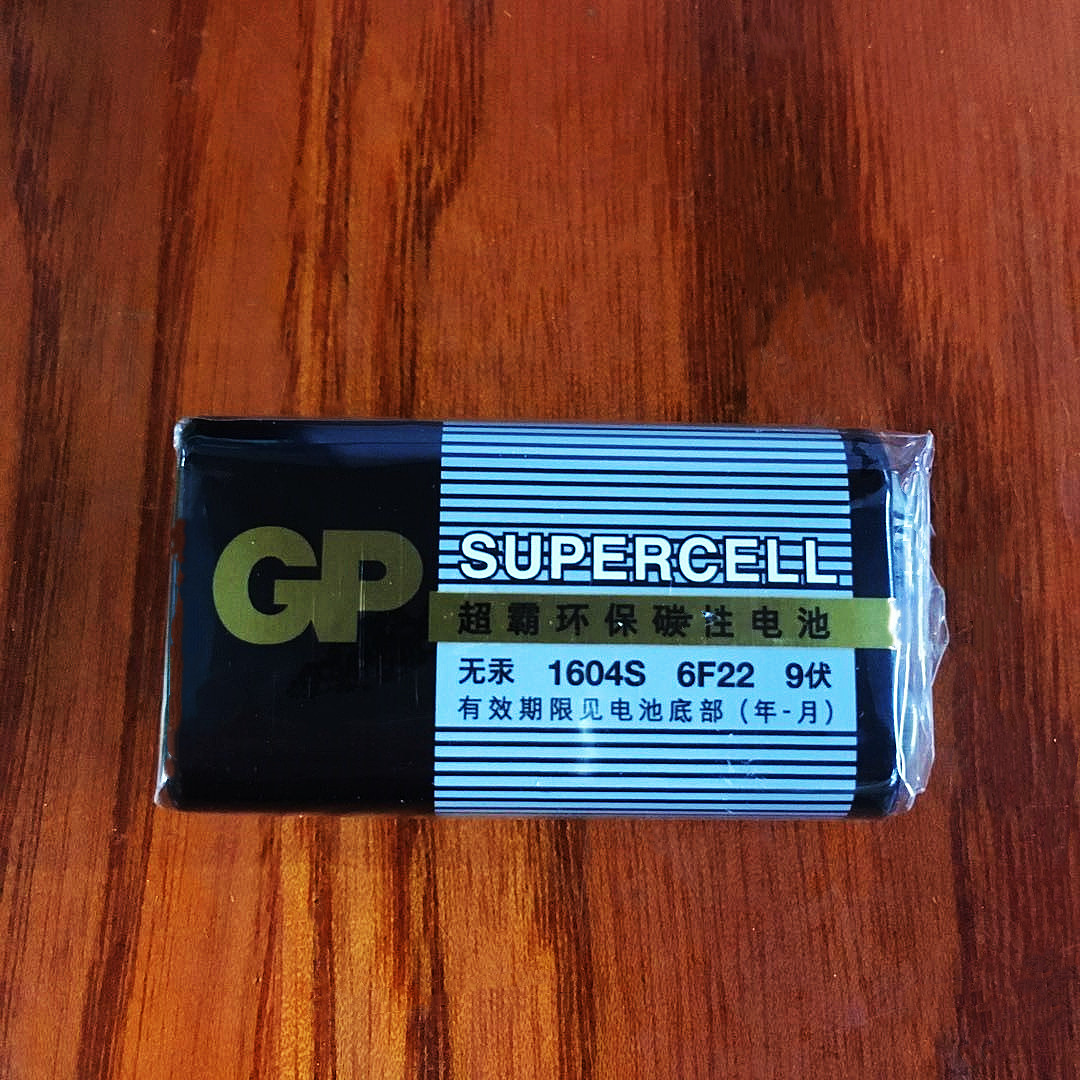 GP
SUPERCELL
超霸环保碳性电池
无汞 1604S 6F22 9伏
有效期限见电池底部（年-月）